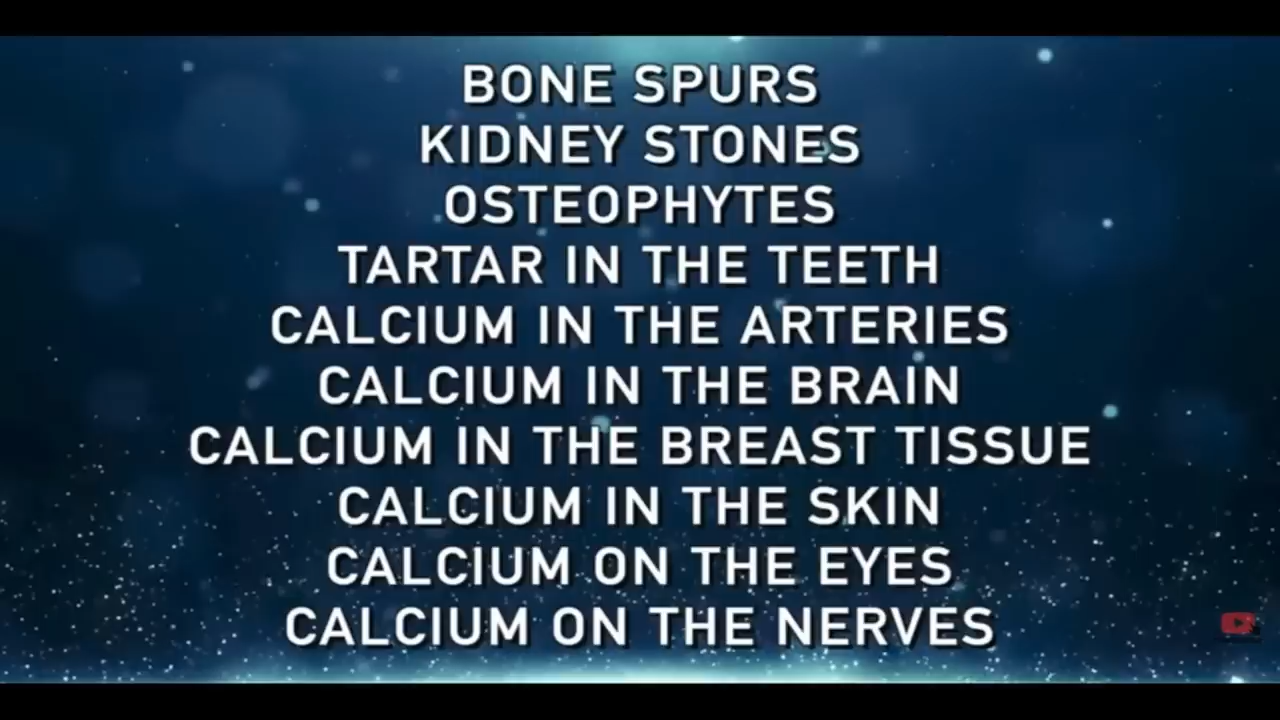 BONE SPURS
KIDNEY STONES
OSTEOPHYTES
TARTAR IN THE TEETH
CALCIUM IN THE ARTERIES
CALCIUM IN THE BRAIN
CALCIUM IN THE BREAST TISSUE
CALCIUM IN THE SKIN
CALCIUM ON THE EYES
CALCIUM ON THE NERVES